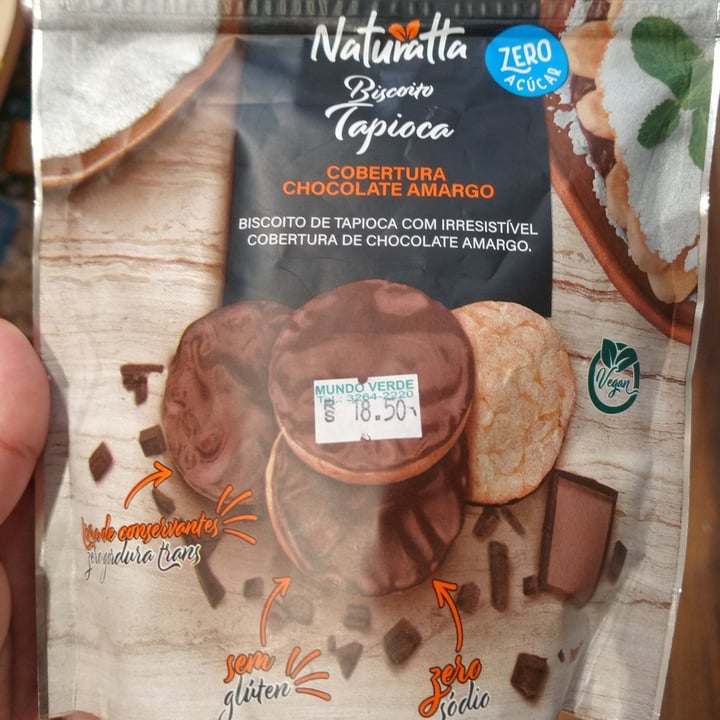 Naturatta
ZERO
AÇÚCAR
Biscoito
Tapioca
COBERTURA
CHOCOLATE AMARGO
BISCOITO DE TAPIOCA COM IRRESISTÍVEL
COBERTURA DE CHOCOLATE AMARGO.
Vegan
MUNDO VERDE
Tel.: 3264-2220
R$ 18.50
conservantes
zero gordura trans
sem
glúten
zero
sódio